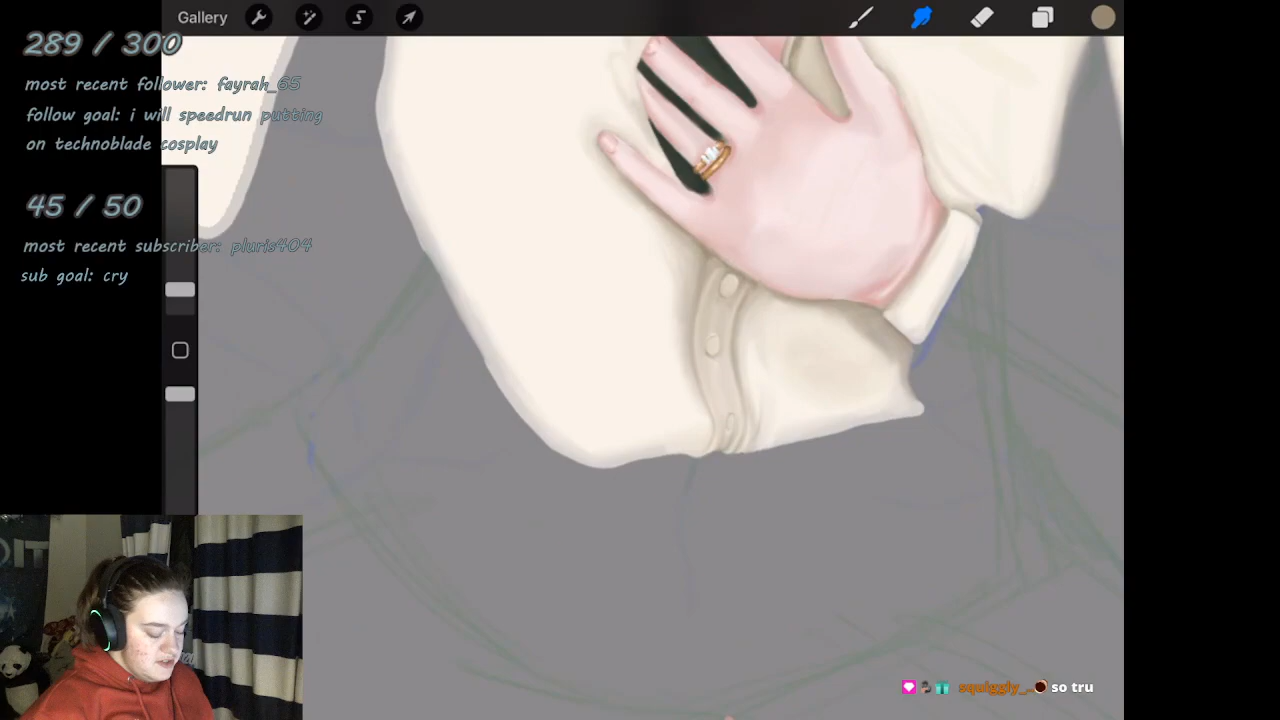 Gallery
289 / 300
most recent follower: fayrah_65
follow goal: i will speedrun putting
on technoblade cosplay
45 / 50
most recent subscriber: pluris404
sub goal: cry
squiggly_... so tru